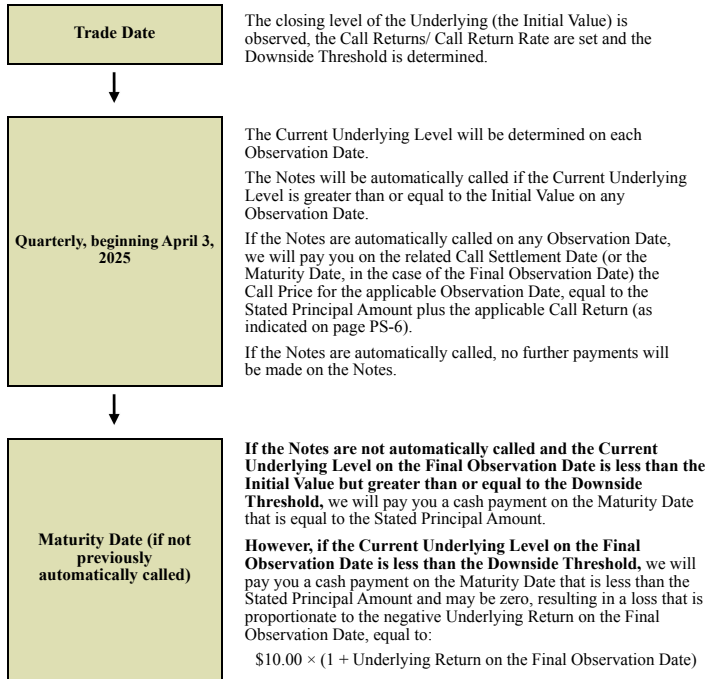 Trade Date
The closing level of the Underlying (the Initial Value) is
observed, the Call Returns/ Call Return Rate are set and the
Downside Threshold is determined.
Quarterly, beginning April 3,
2025
The Current Underlying Level will be determined on each
Observation Date.
The Notes will be automatically called if the Current Underlying
Level is greater than or equal to the Initial Value on any
Observation Date.
If the Notes are automatically called on any Observation Date,
we will pay you on the related Call Settlement Date (or the
Maturity Date, in the case of the Final Observation Date) the
Call Price for the applicable Observation Date, equal to the
Stated Principal Amount plus the applicable Call Return (as
indicated on page PS-6).
If the Notes are automatically called, no further payments will
be made on the Notes.
Maturity Date (if not
previously
automatically called)
If the Notes are not automatically called and the Current
Underlying Level on the Final Observation Date is less than the
Initial Value but greater than or equal to the Downside
Threshold, we will pay you a cash payment on the Maturity Date
that is equal to the Stated Principal Amount.
However, if the Current Underlying Level on the Final
Observation Date is less than the Downside Threshold, we will
pay you a cash payment on the Maturity Date that is less than the
Stated Principal Amount and may be zero, resulting in a loss that is
proportionate to the negative Underlying Return on the Final
Observation Date, equal to:
$10.00 × (1 + Underlying Return on the Final Observation Date)